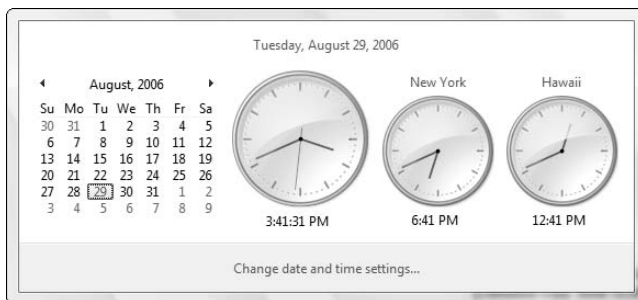 Tuesday, August 29, 2006
August, 2006
Su Mo Tu We Th Fr Sa
30 31 1 2 3 4 5
6 7 8 9 10 11 12
13 14 15 16 17 18 19
20 21 22 23 24 25 26
27 28 29 30 31 1 2
3 4 5 6 7 8 9
3:41:31 PM
New York
6:41 PM
Hawaii
12:41 PM
Change date and time settings...